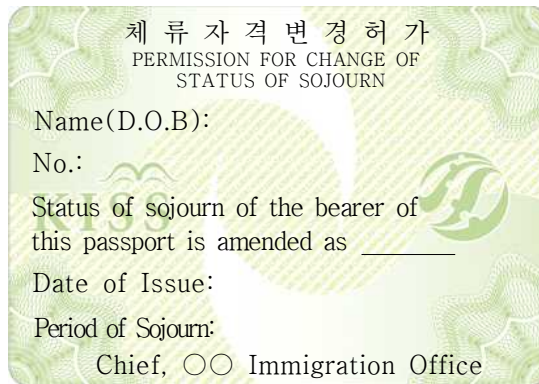 체 류 자 격 변 경 허 가
PERMISSION FOR CHANGE OF
STATUS OF SOJOURN
Name(D.O.B):
No.:
KISS
Status of sojourn of the bearer of
this passport is amended as _______
Date of Issue:
Period of Sojourn:
Chief, ○○ Immigration Office